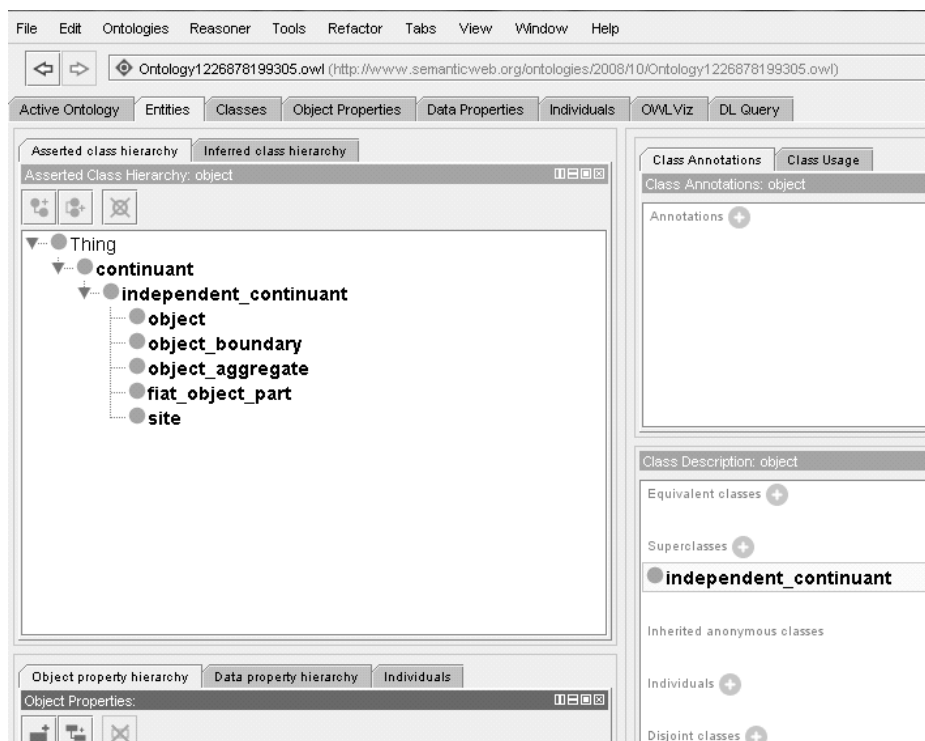 File Edit Ontologies Reasoner Tools Refactor Tabs View Window Help
Ontology1226878199305.owl (http://www.semanticweb.org/ontologies/2008/10/Ontology1226878199305.owl)
Active Ontology Entities Classes Object Properties Data Properties Individuals OWLViz DL Query
Asserted class hierarchy Inferred class hierarchy
Asserted Class Hierarchy: object
Thing
continuant
independent_continuant
object
object_boundary
object_aggregate
fiat_object_part
site
Object property hierarchy Data property hierarchy Individuals
Object Properties:
Class Annotations Class Usage
Class Annotations: object
Annotations
Class Description: object
Equivalent classes
Superclasses
independent_continuant
Inherited anonymous classes
Individuals
Disjoint classes